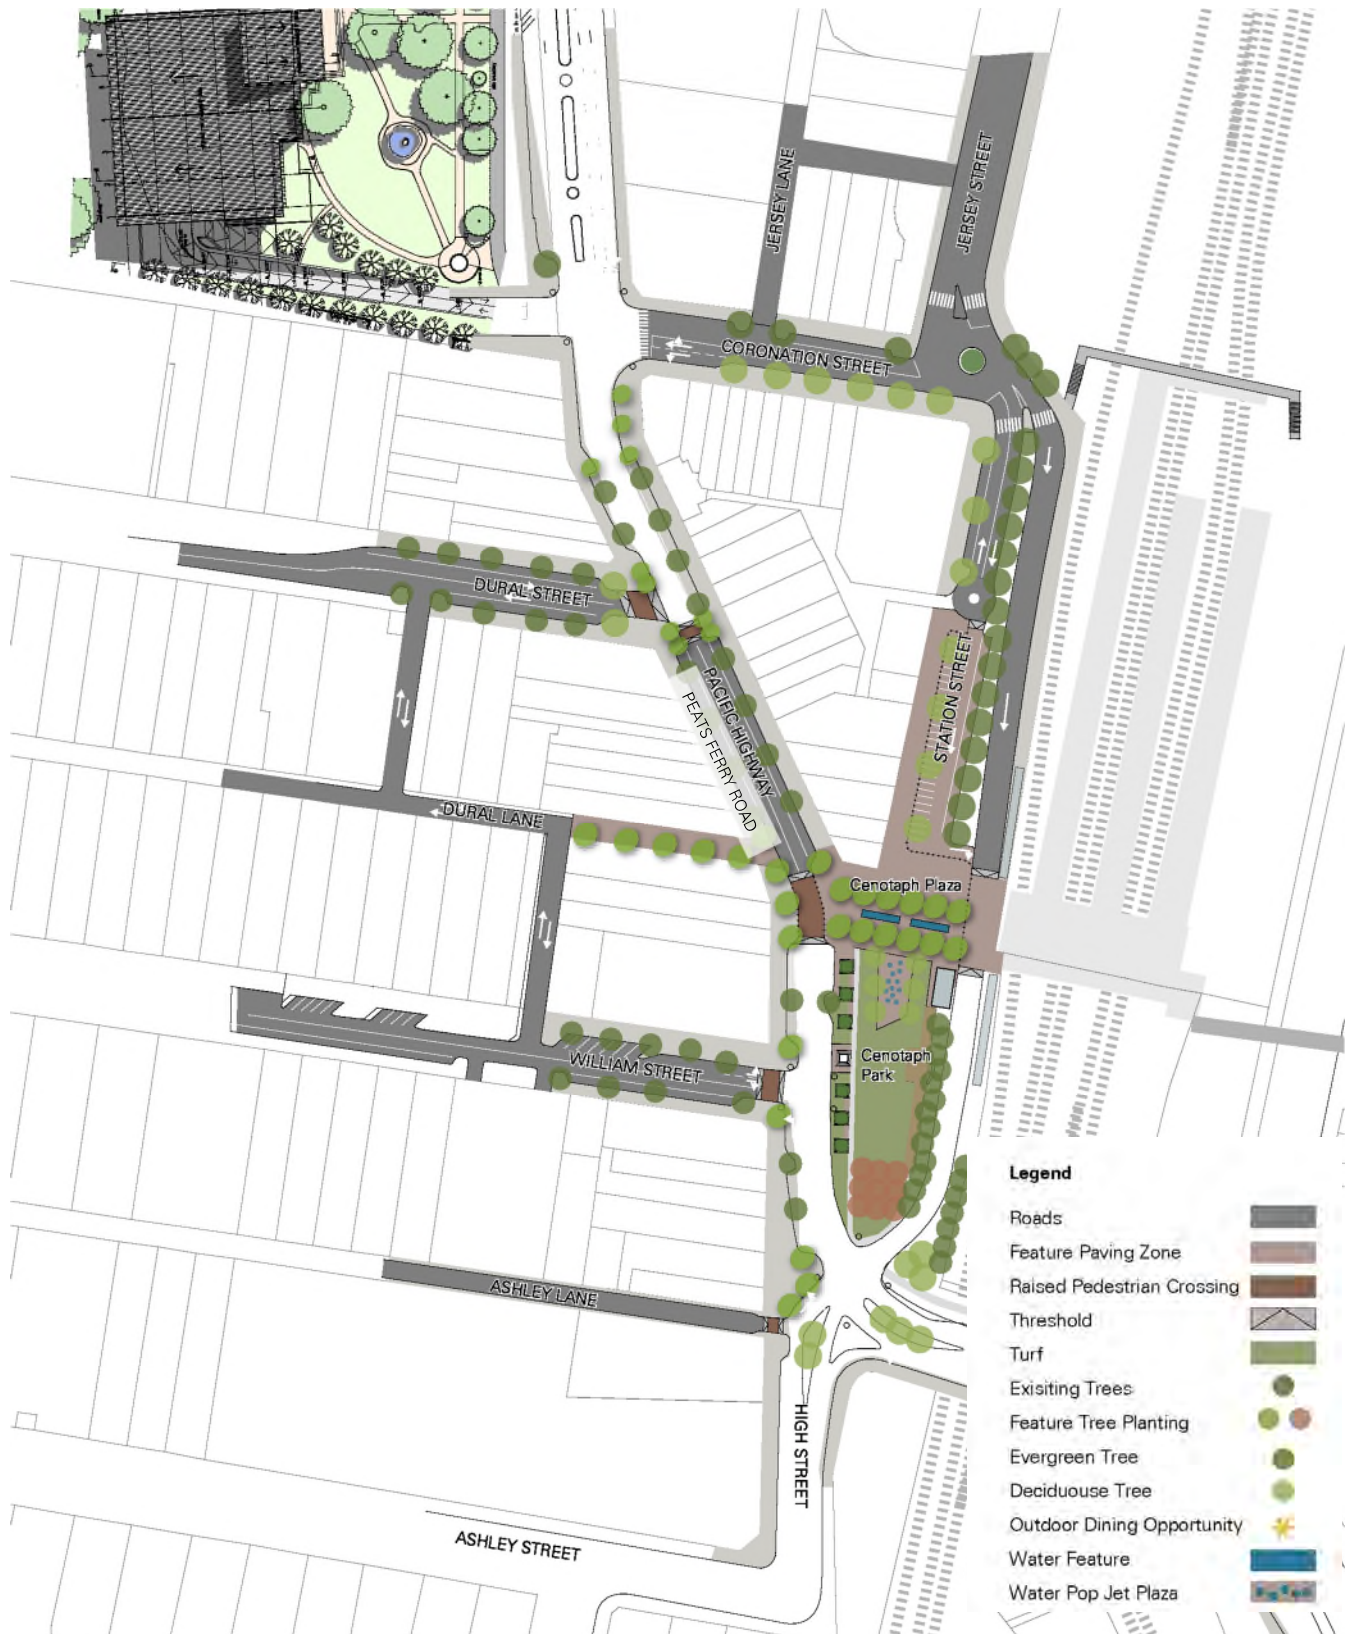 JERSEY LANE
JERSEY STREET
CORONATION STREET
DURAL STREET
STATION STREET
PACIFIC HIGHWAY
PEATS FERRY ROAD
DURAL LANE
Cenotaph Plaza
Cenotaph
Park
WILLIAM STREET
ASHLEY LANE
HIGH STREET
ASHLEY STREET
Legend
Roads
Feature Paving Zone
Raised Pedestrian Crossing
Threshold
Turf
Exisiting Trees
Feature Tree Planting
Evergreen Tree
Deciduouse Tree
Outdoor Dining Opportunity
Water Feature
Water Pop Jet Plaza